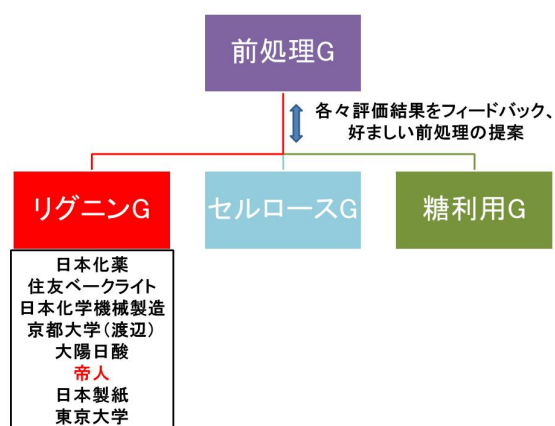 前処理G
各々評価結果をフィードバック、
好ましい前処理の提案
リグニンG
セルロースG
糖利用G
日本化薬
住友ベークライト
日本化学機械製造
京都大学(渡辺)
大陽日酸
帝人
日本製紙
東京大学